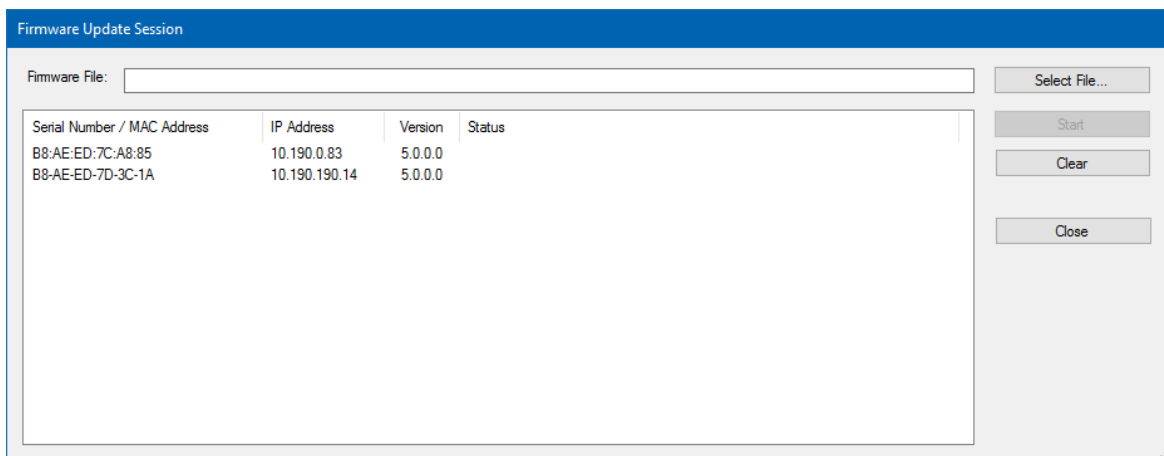 Firmware Update Session
Firmware File:
Select File...
Serial Number / MAC Address IP Address Version Status
Start
B8:AE:ED:7C:A8:85 10.190.0.83 5.0.0.0
Clear
B8-AE-ED-7D-3C-1A 10.190.190.14 5.0.0.0
Close